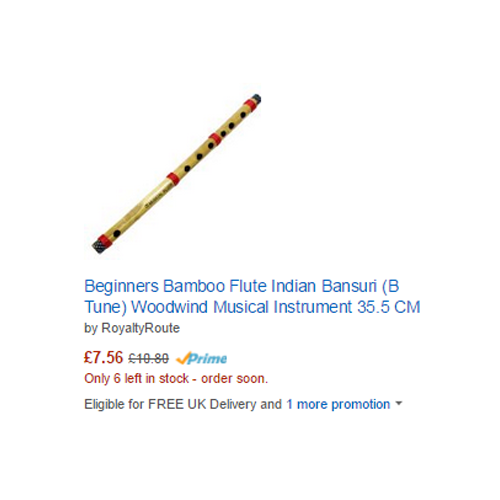 Beginners Bamboo Flute Indian Bansuri (B
Tune) Woodwind Musical Instrument 35.5 CM
by RoyaltyRoute
£7.56 £10.80 Prime
Only 6 left in stock - order soon.
Eligible for FREE UK Delivery and 1 more promotion